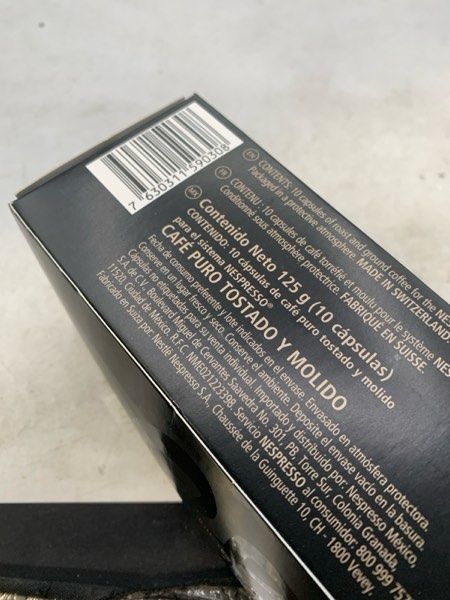 7 630311 590308
EN CONTENTS: 10 capsules of roast and ground coffee for the NES
Packaged in a protective atmosphere. MADE IN SWITZERLAND
FR CONTENU: 10 capsules de café torréfié et moulu pour le système NES
Conditionné sous atmosphère protectrice. FABRIQUÉ EN SUISSE.
Contenido Neto 125 g (10 cápsulas)
CONTENIDO: 10 cápsulas de café puro tostado y molido
para el sistema NESPRESSO®
CAFÉ PURO TOSTADO Y MOLIDO
Fecha de consumo preferente y lote indicados en el envase. Envasado en atmósfera protectora.
Consérvese en un lugar fresco y seco. Conserve el ambiente. Deposite el envase vacío en la basura.
Cápsulas no etiquetadas para su venta individual. Importado y distribuido por: Nespresso México,
S.A. de C.V. Boulevard Miguel de Cervantes Saavedra No. 301, PB, Torre Sur, Colonia Granada,
11520, Ciudad de México, R.F.C. NME021223398. Servicio NESPRESSO al consumidor: 800 999 757
Fabricado en Suiza por: Nestlé Nespresso S.A., Chaussée de la Guinguette 10, CH - 1800 Vevey.